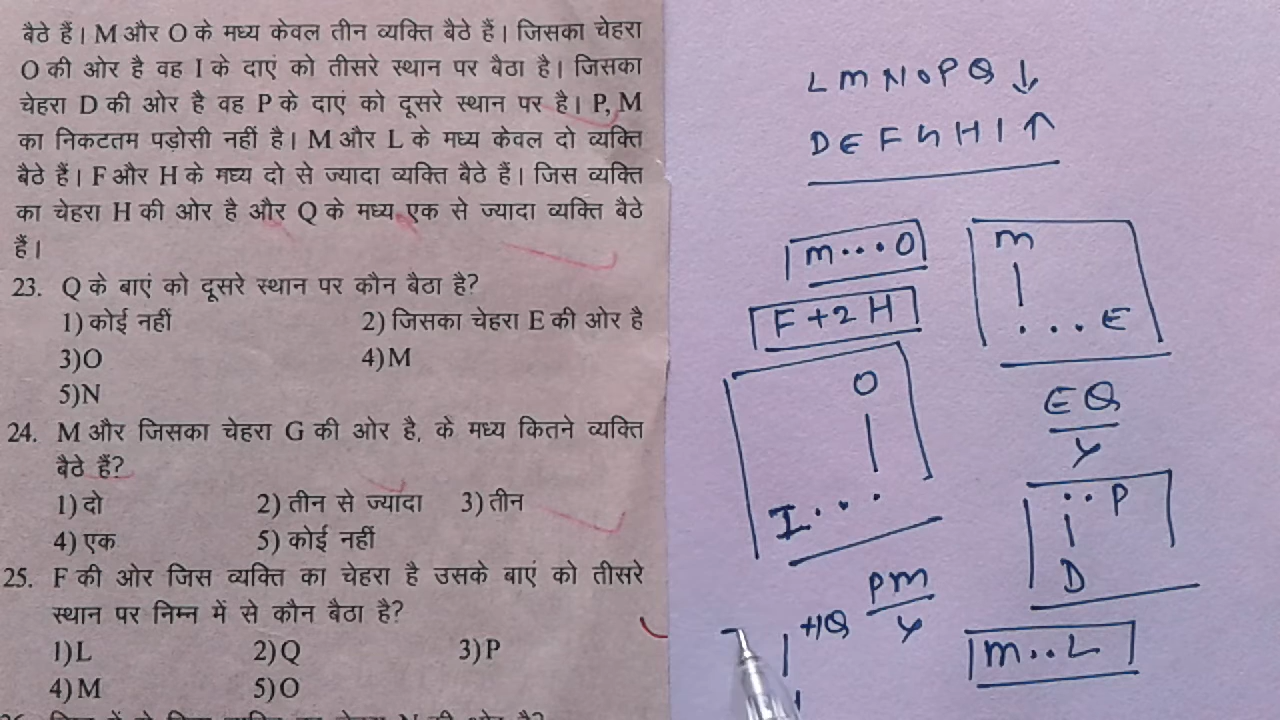 बैठे हैं। M और O के मध्य केवल तीन व्यक्ति बैठे हैं। जिसका चेहरा
O की ओर है वह I के दाएं को तीसरे स्थान पर बैठा है। जिसका
चेहरा D की ओर है वह P के दाएं को दूसरे स्थान पर है। P, M
का निकटतम पड़ोसी नहीं है। M और L के मध्य केवल दो व्यक्ति
बैठे हैं। F और H के मध्य दो से ज्यादा व्यक्ति बैठे हैं। जिस व्यक्ति
का चेहरा H की ओर है और Q के मध्य एक से ज्यादा व्यक्ति बैठे
हैं।
23. Q के बाएं को दूसरे स्थान पर कौन बैठा है?
1) कोई नहीं 2) जिसका चेहरा E की ओर है
3)O 4)M
5)N
24. M और जिसका चेहरा G की ओर है, के मध्य कितने व्यक्ति
बैठे हैं?
1) दो 2) तीन से ज्यादा 3) तीन
4) एक 5) कोई नहीं
25. F की ओर जिस व्यक्ति का चेहरा है उसके बाएं को तीसरे
स्थान पर निम्न में से कौन बैठा है?
1)L 2)Q 3)P
4)M 5)O
L M N O P Q ↓
D E F G H I ↑
M...O
F+2H
M
...E
O
I...
EQ
..P
D
PM
HQ
M..L